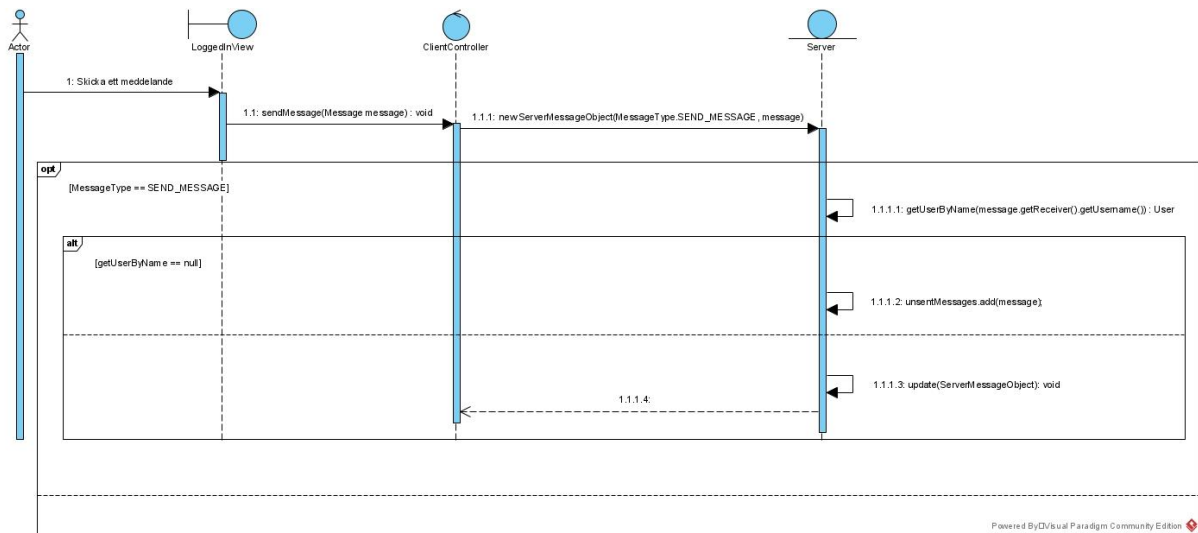 Actor
LoggedInView
ClientController
Server
1: Skicka ett meddelande
1.1: sendMessage(Message message) : void
1.1.1: newServerMessageObject(MessageType.SEND_MESSAGE , message)
opt
[MessageType == SEND_MESSAGE]
1.1.1.1: getUserByName(message.getReceiver().getUsername()) : User
alt
[getUserByName == null]
1.1.1.2: unsentMessages.add(message);
1.1.1.3: update(ServerMessageObject): void
1.1.1.4:
Powered By Visual Paradigm Community Edition